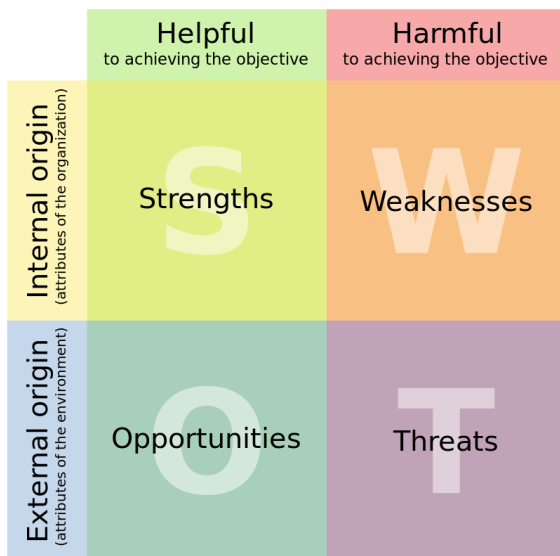 Helpful
to achieving the objective
Harmful
to achieving the objective
Internal origin
(attributes of the organization)
S
Strengths
W
Weaknesses
External origin
(attributes of the environment)
O
Opportunities
T
Threats